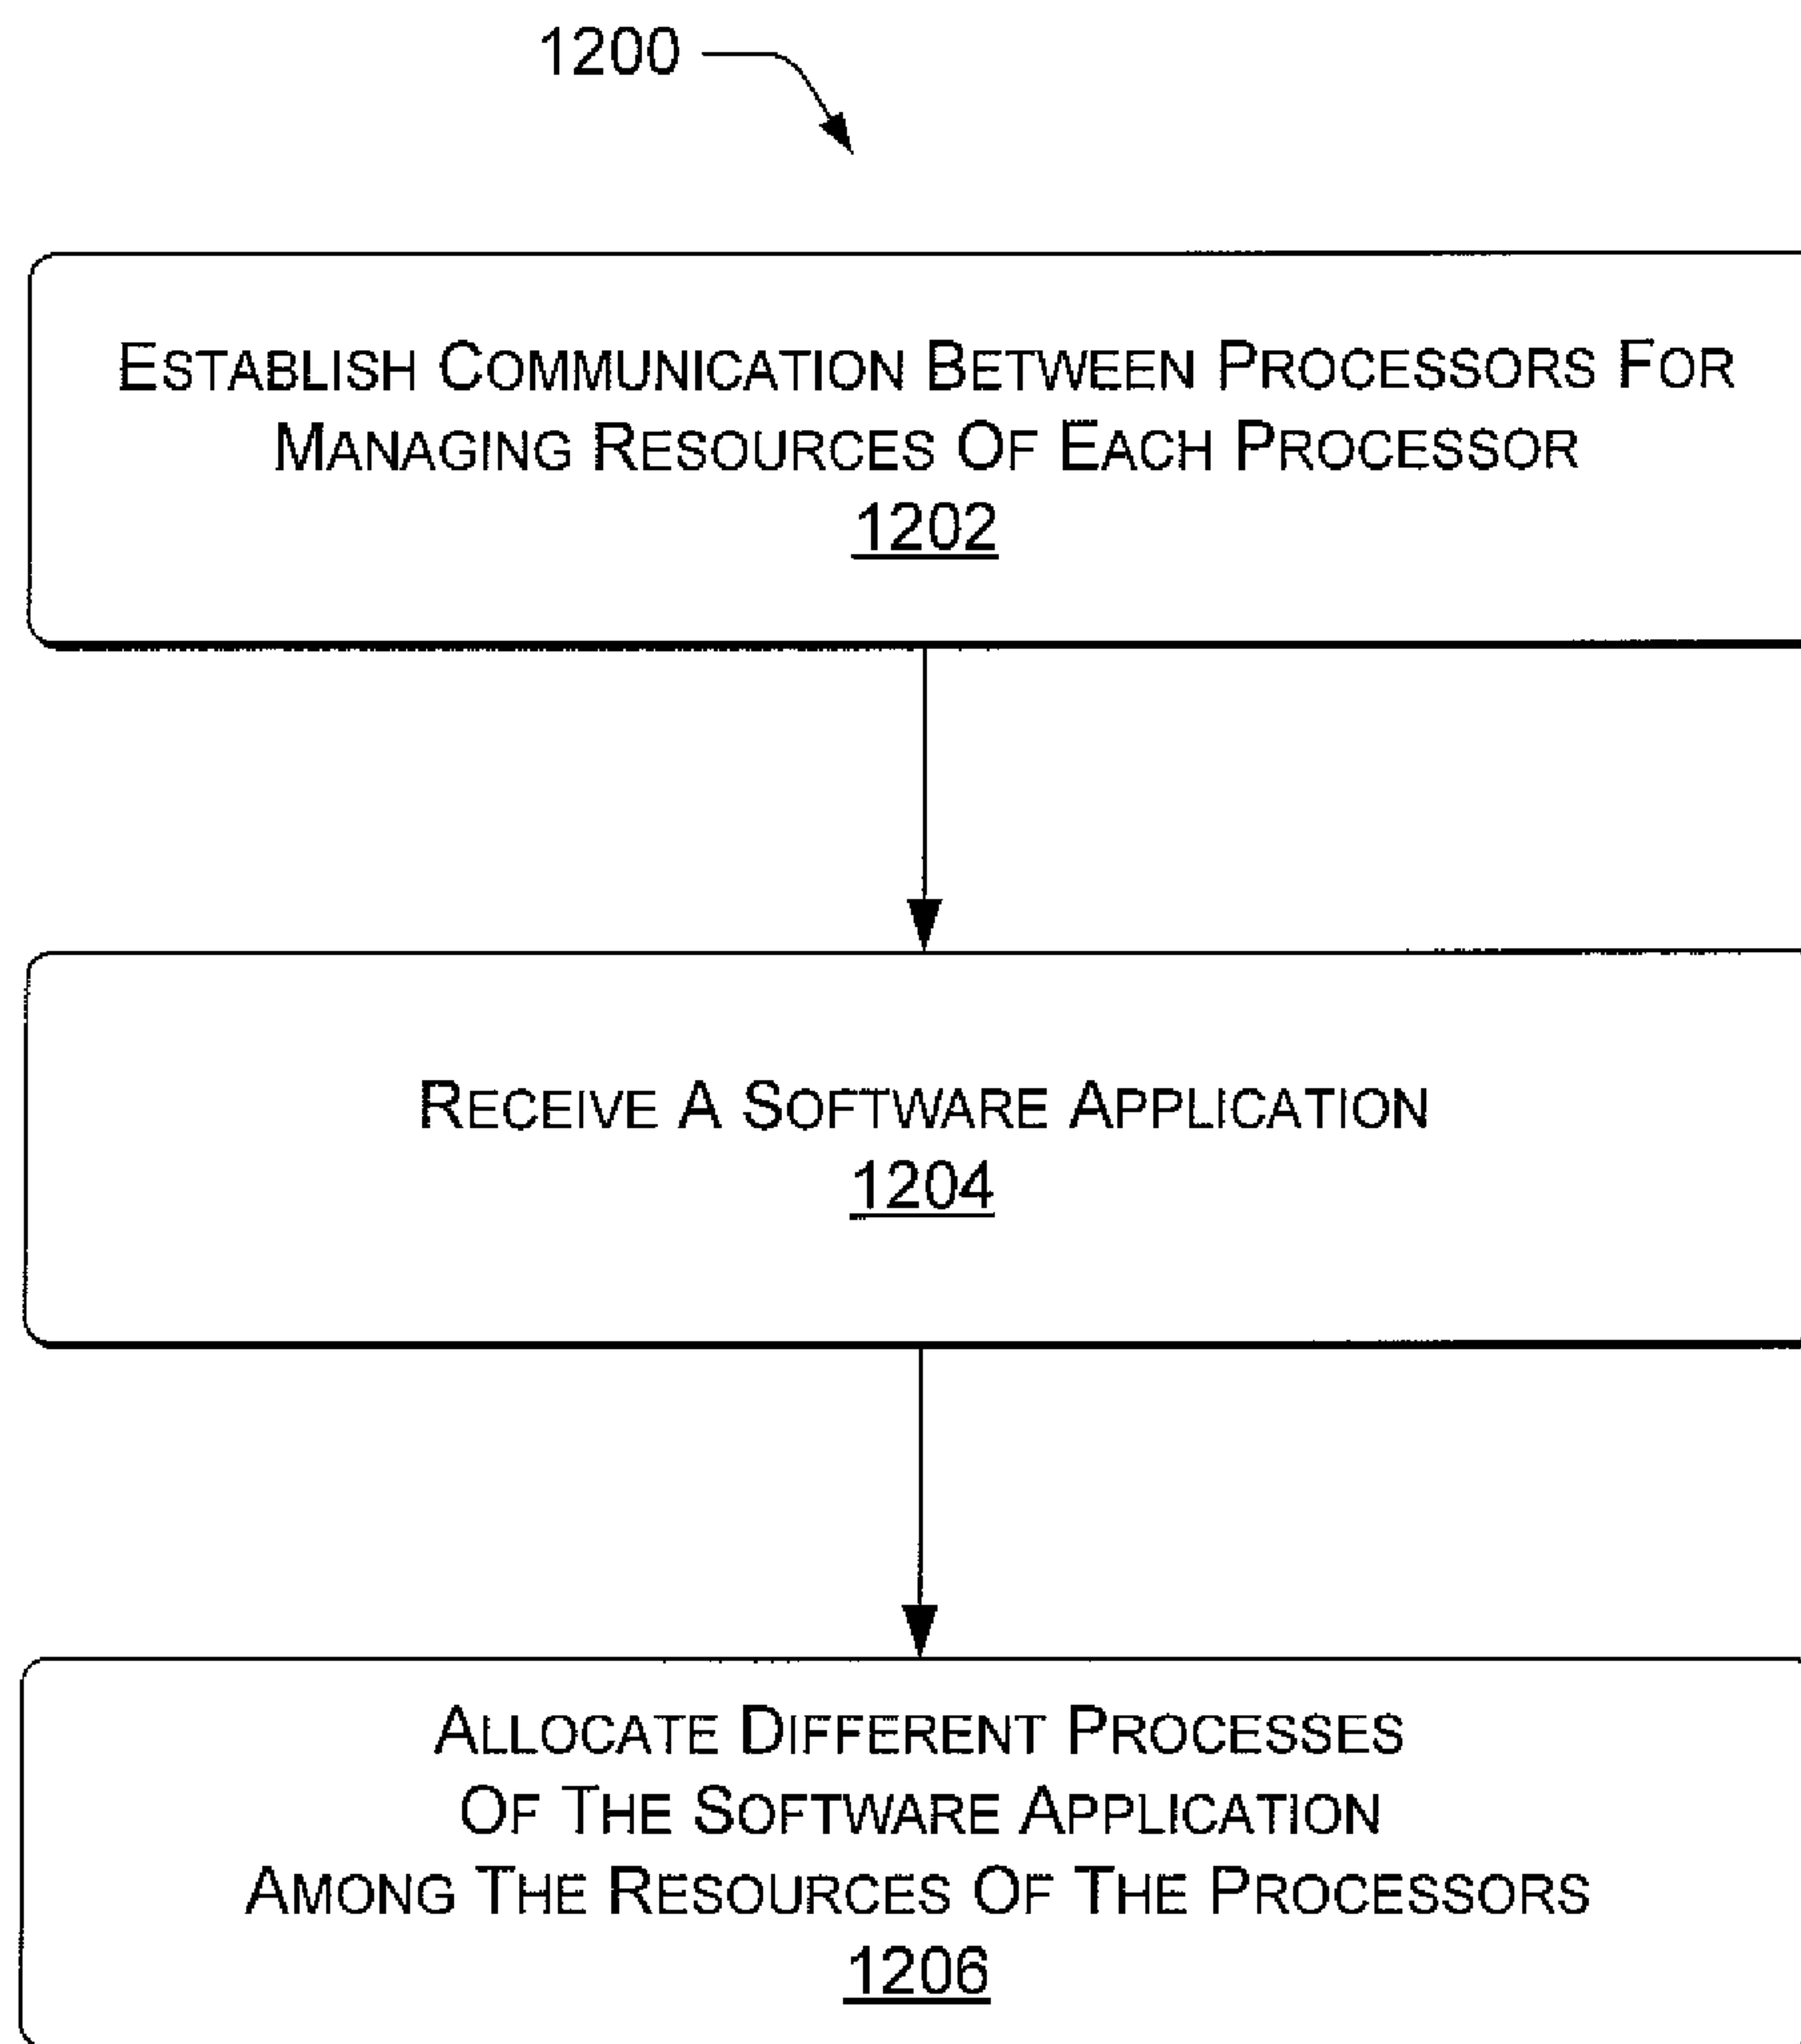 1200
ESTABLISH COMMUNICATION BETWEEN PROCESSORS FOR
MANAGING RESOURCES OF EACH PROCESSOR
1202
RECEIVE A SOFTWARE APPLICATION
1204
ALLOCATE DIFFERENT PROCESSES
OF THE SOFTWARE APPLICATION
AMONG THE RESOURCES OF THE PROCESSORS
1206